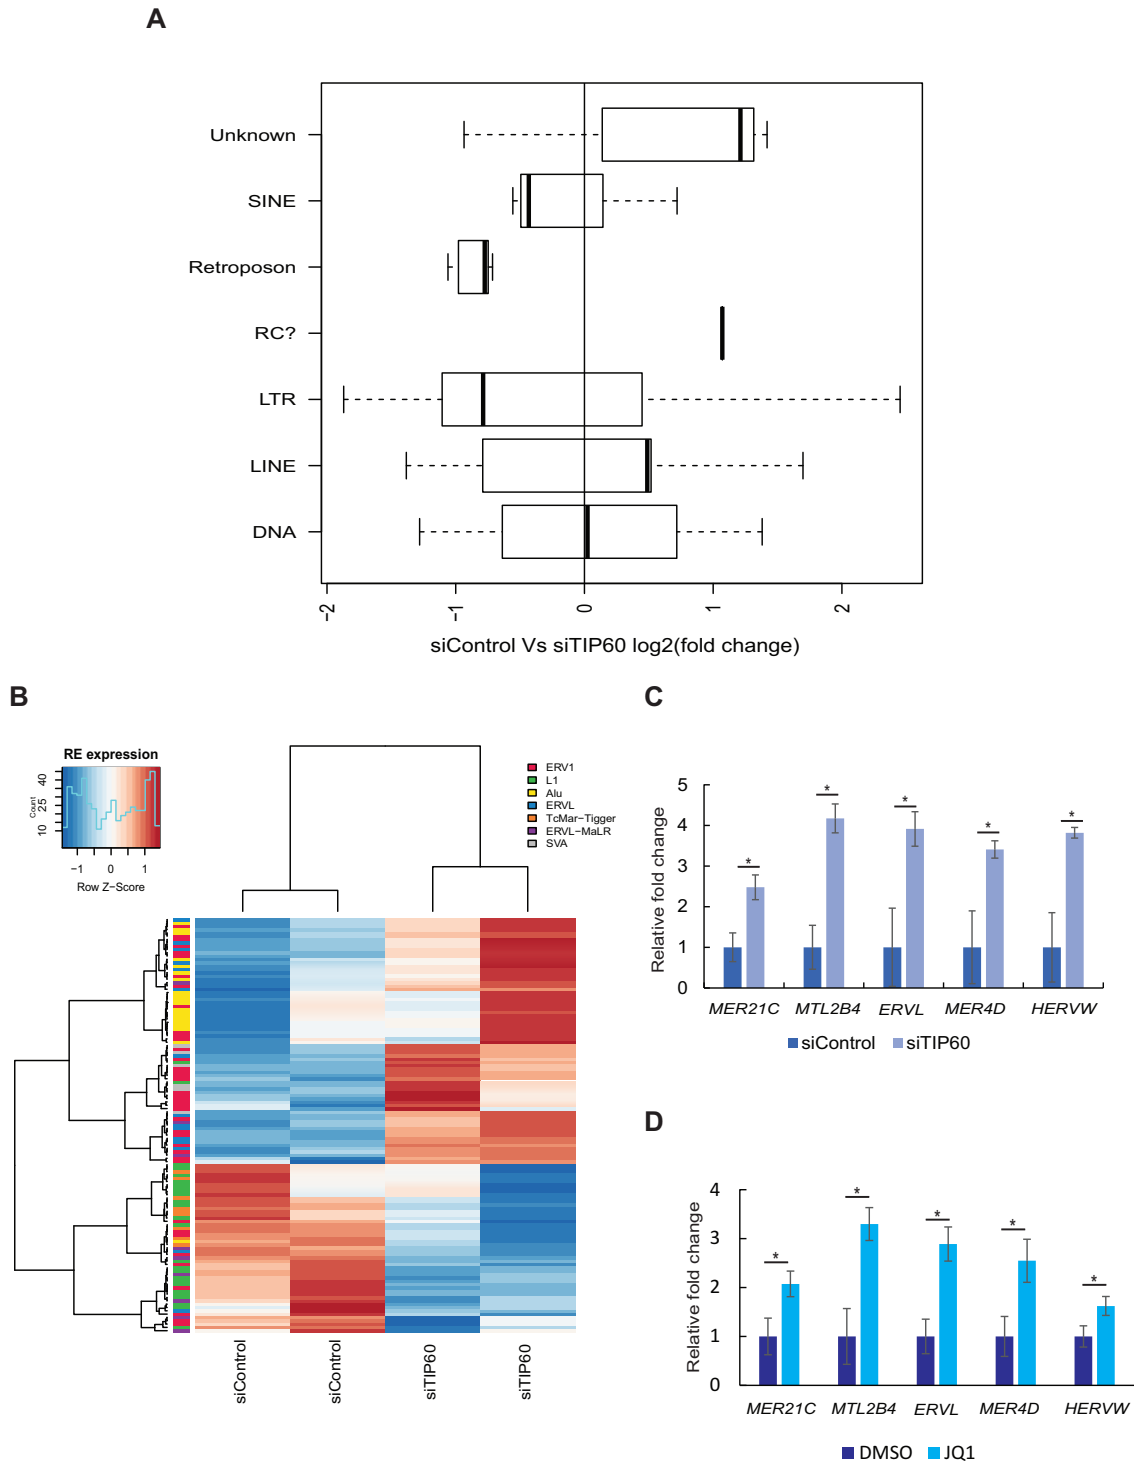 A
Unknown
SINE
Retroposon
RC?
LTR
LINE
DNA
-2
-1
0
1
2
siControl Vs siTIP60 log2(fold change)
B
RE expression
Count
10
25
40
−1
0
1
Row Z−Score
ERV1
L1
Alu
ERVL
TcMar−Tigger
ERVL−MaLR
SVA
siControl
siControl
siTIP60
siTIP60
C
Relative fold change
5
4
3
2
1
0
*
*
*
*
*
MER21C
MTL2B4
ERVL
MER4D
HERVW
siControl siTIP60
D
Relative fold change
4
3
2
1
0
*
*
*
*
*
MER21C
MTL2B4
ERVL
MER4D
HERVW
DMSO JQ1